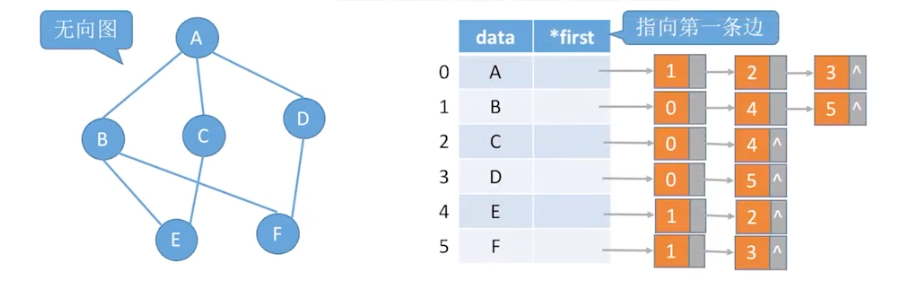 无向图
A
B
C
D
E
F
指向第一条边
data *first
0 A 1 2 3 ^
1 B 0 4 5 ^
2 C 0 4 ^
3 D 0 5 ^
4 E 1 2 ^
5 F 1 3 ^